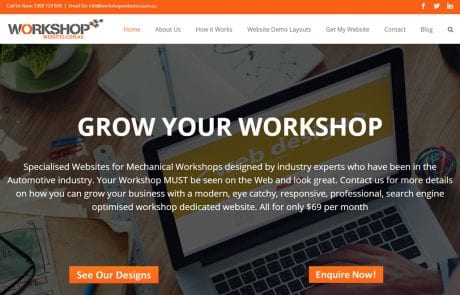 Call Us Now: 1300 729 659 | Email Us: info@workshopwebsites.com.au
WORKSHOP
WEBSITES.COM.AU
Home About Us How it Works Website Demo Layouts Get My Website Contact Blog
web design
GROW YOUR WORKSHOP
Specialised Websites for Mechanical Workshops designed by industry experts who have been in the
Automotive industry. Your Workshop MUST be seen on the Web and look great. Contact us for more details
on how you can grow your business with a modern, eye catchy, responsive, professional, search engine
optimised workshop dedicated website. All for only $69 per month
See Our Designs Enquire Now!